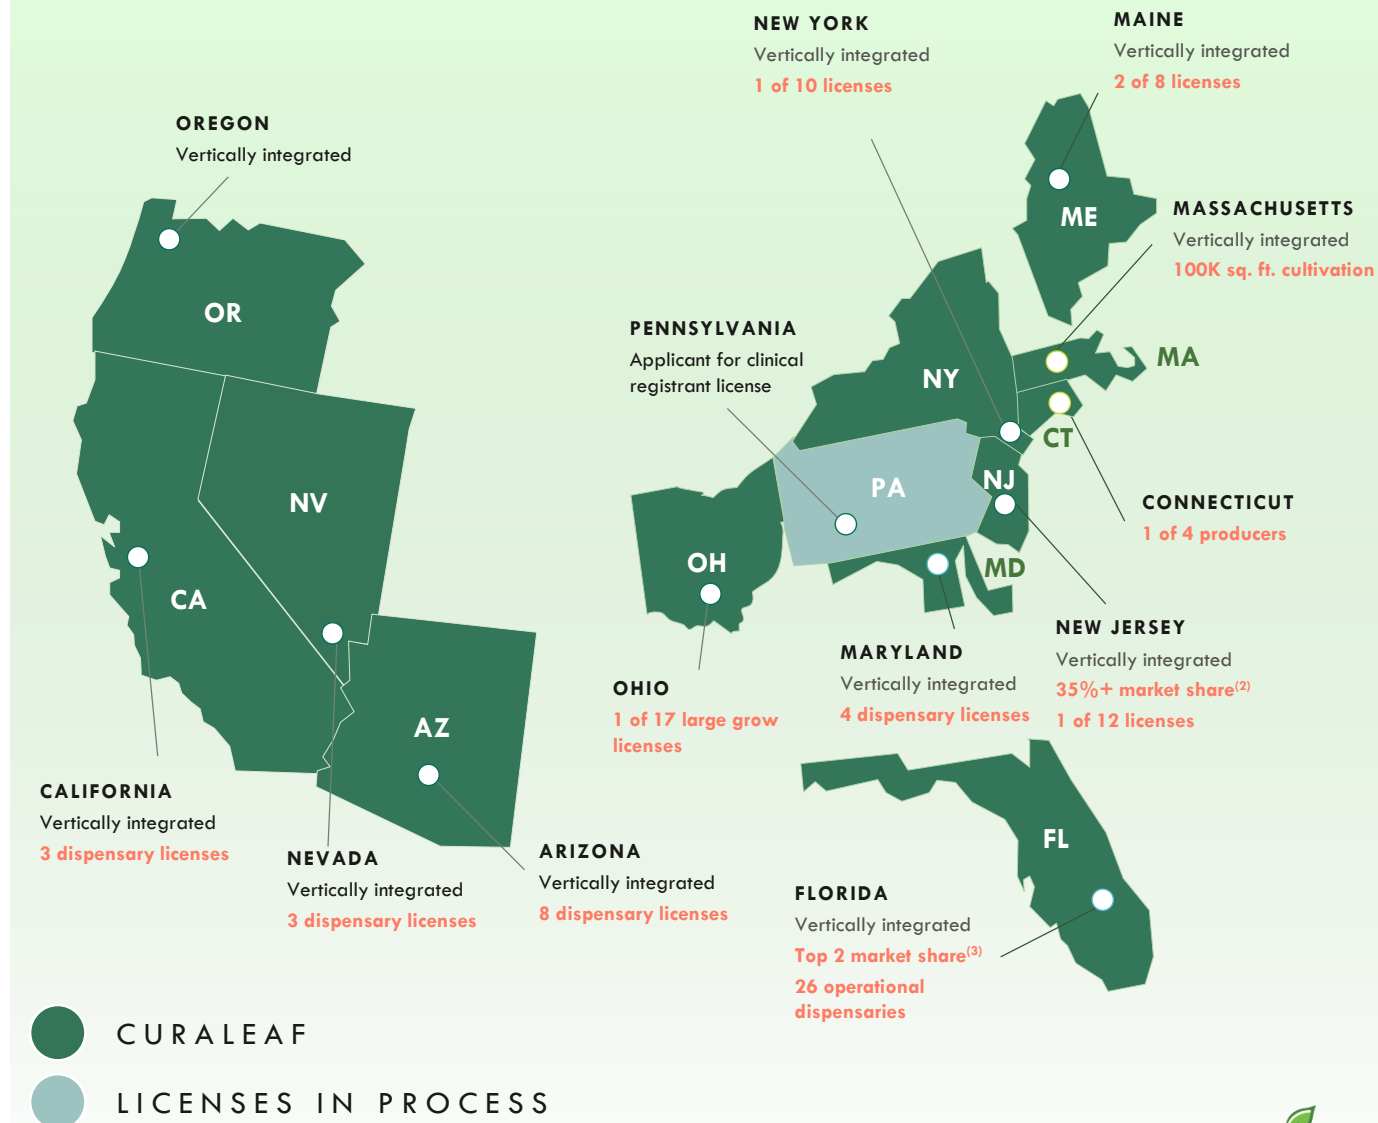 NEW YORK
Vertically integrated
1 of 10 licenses
MAINE
Vertically integrated
2 of 8 licenses
OREGON
Vertically integrated
MASSACHUSETTS
Vertically integrated
100K sq. ft. cultivation
PENNSYLVANIA
Applicant for clinical
registrant license
OR
ME
NY
MA
CT
NV
PA
NJ
CONNECTICUT
1 of 4 producers
CA
OH
MD
NEW JERSEY
Vertically integrated
35%+ market share(2)
1 of 12 licenses
MARYLAND
Vertically integrated
4 dispensary licenses
OHIO
1 of 17 large grow
licenses
AZ
CALIFORNIA
Vertically integrated
3 dispensary licenses
NEVADA
Vertically integrated
3 dispensary licenses
ARIZONA
Vertically integrated
8 dispensary licenses
FL
FLORIDA
Vertically integrated
Top 2 market share(3)
26 operational
dispensaries
CURALEAF
LICENSES IN PROCESS